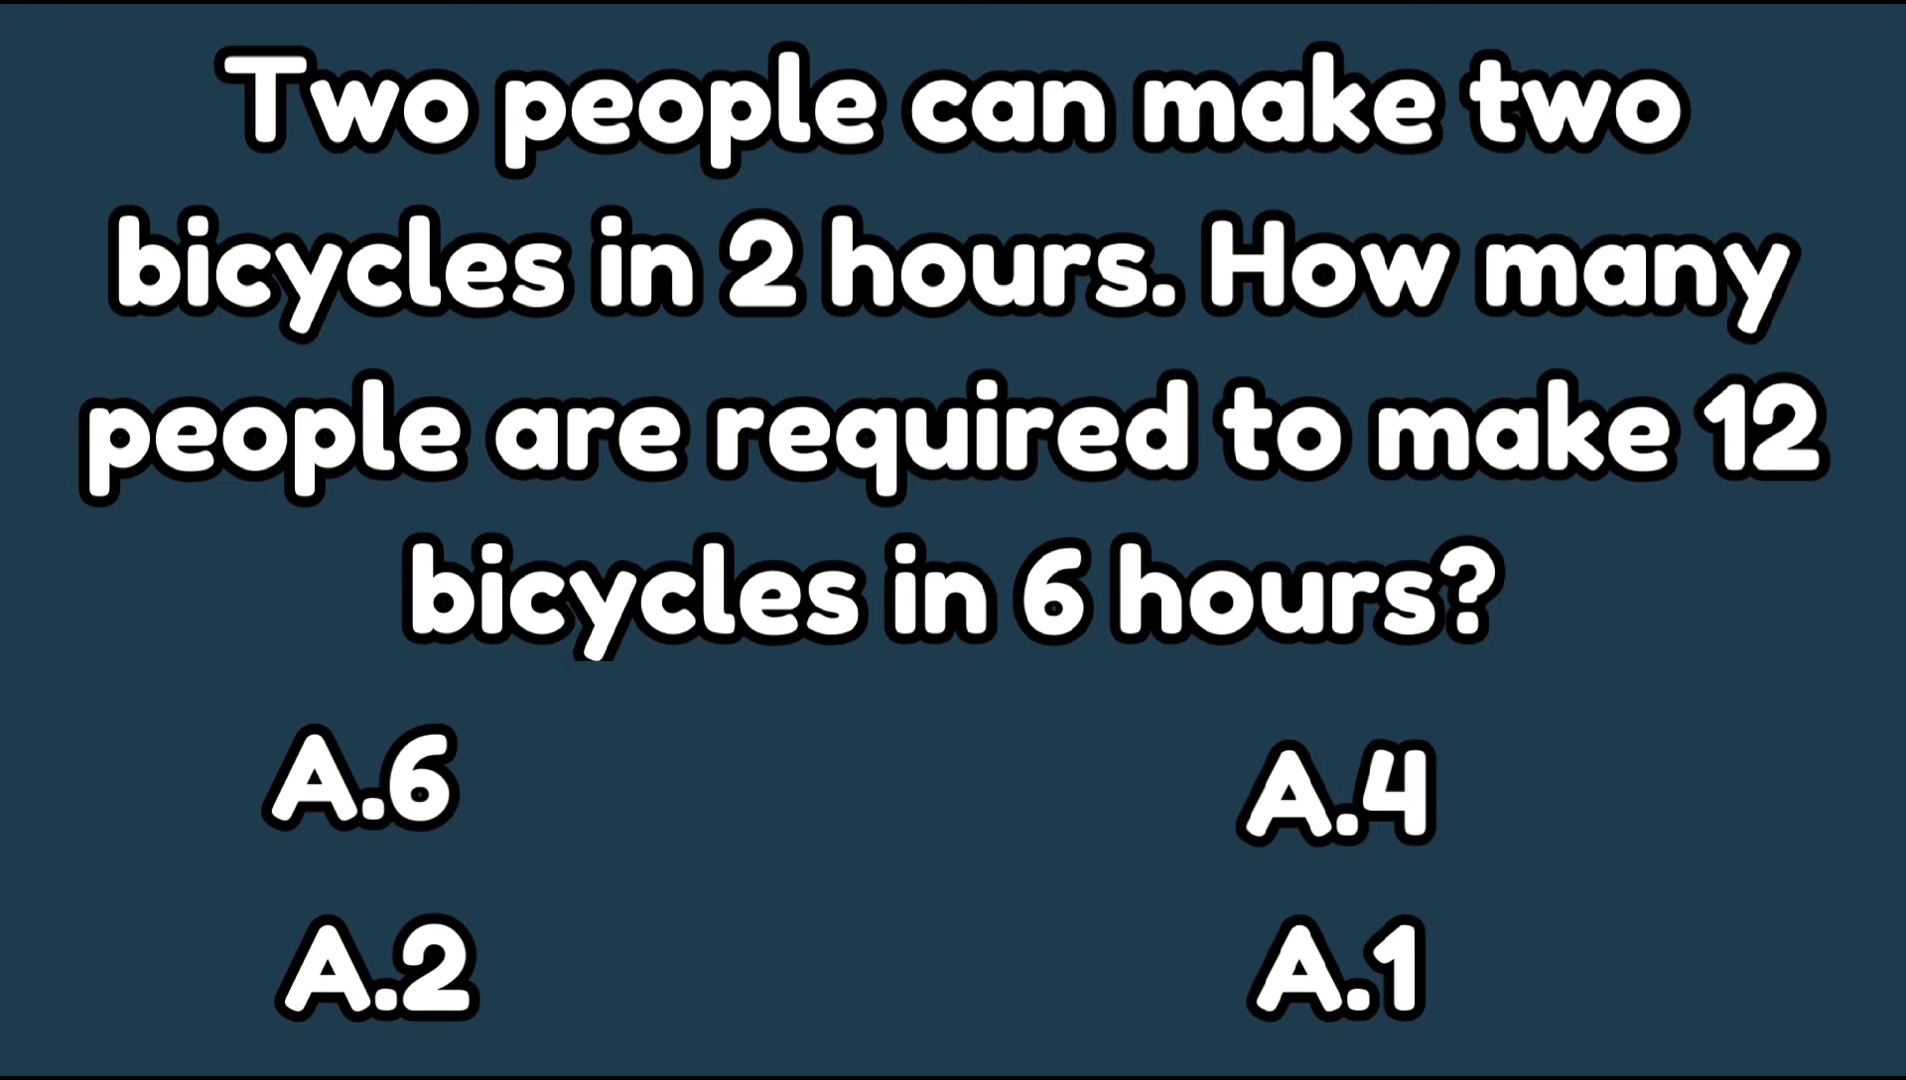 Two people can make two
bicycles in 2 hours. How many
people are required to make 12
bicycles in 6 hours?
A.6
A.4
A.2
A.1